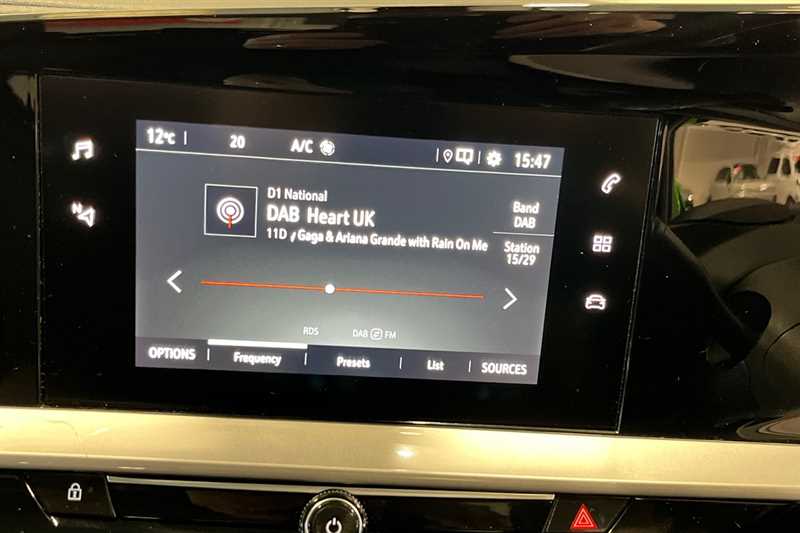 12°C 20 A/C 15:47
N
D1 National
DAB Heart UK
Band
DAB
11D y Gaga & Ariana Grande with Rain On Me
Station
15/29
RDS DAB FM
OPTIONS Frequency Presets List SOURCES